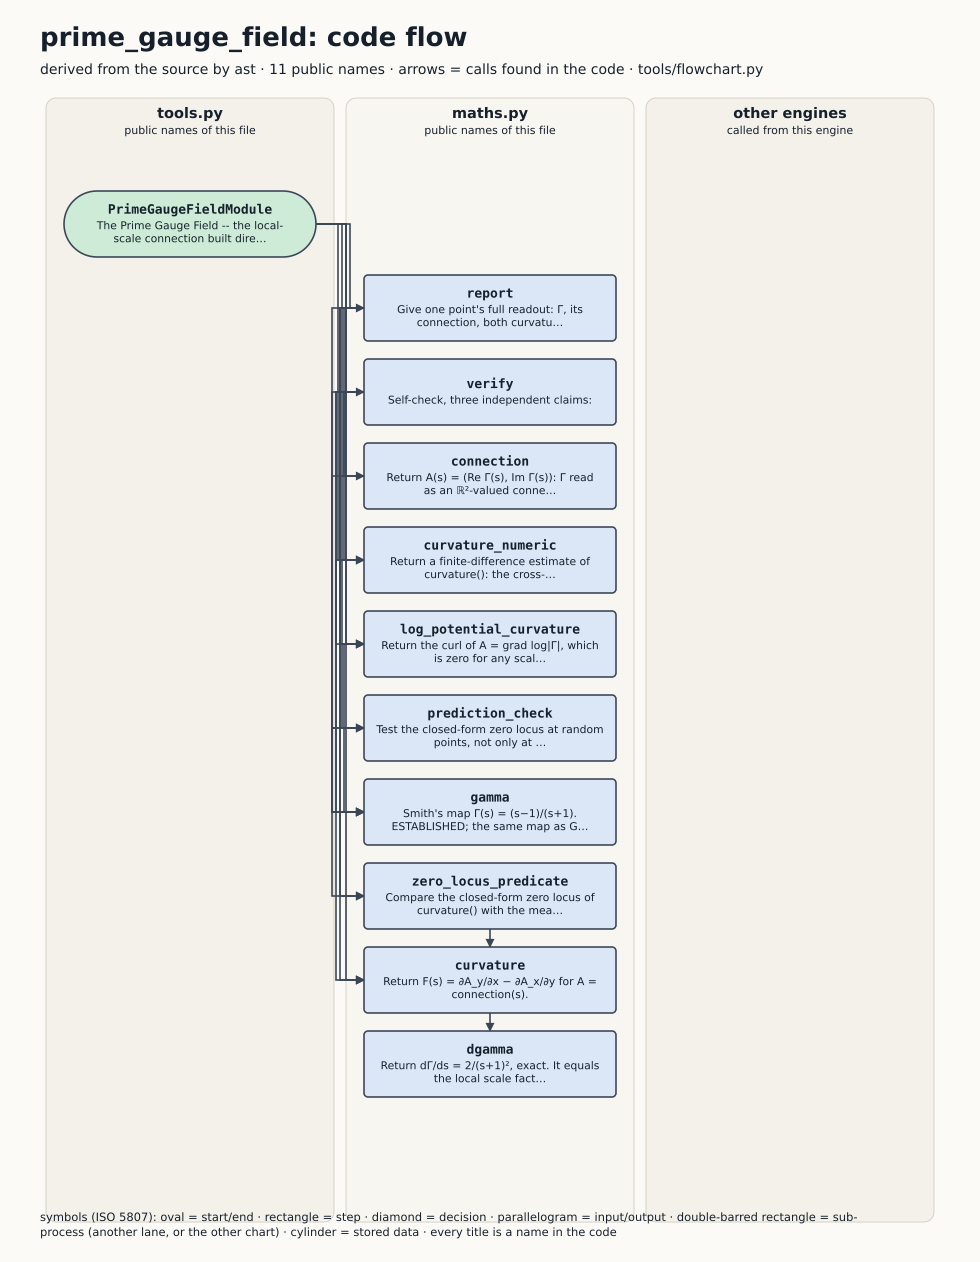 prime_gauge_field: code flow
derived from the source by ast · 11 public names · arrows = calls found in the code · tools/flowchart.py
tools.py
public names of this file
maths.py
public names of this file
other engines
called from this engine
PrimeGaugeFieldModule
The Prime Gauge Field -- the local-
scale connection built dire…
report
Give one point's full readout: Γ, its
connection, both curvatu…
verify
Self-check, three independent claims:
connection
Return A(s) = (Re Γ(s), Im Γ(s)): Γ read
as an ℝ²-valued conne…
curvature_numeric
Return a finite-difference estimate of
curvature(): the cross-…
log_potential_curvature
Return the curl of A = grad log|Γ|, which
is zero for any scal…
prediction_check
Test the closed-form zero locus at random
points, not only at …
gamma
Smith's map Γ(s) = (s−1)/(s+1).
ESTABLISHED; the same map as G…
zero_locus_predicate
Compare the closed-form zero locus of
curvature() with the mea…
curvature
Return F(s) = ∂A_y/∂x − ∂A_x/∂y for A =
connection(s).
dgamma
Return dΓ/ds = 2/(s+1)², exact. It equals
the local scale fact…
symbols (ISO 5807): oval = start/end · rectangle = step · diamond = decision · parallelogram = input/output · double-barred rectangle = sub-
process (another lane, or the other chart) · cylinder = stored data · every title is a name in the code